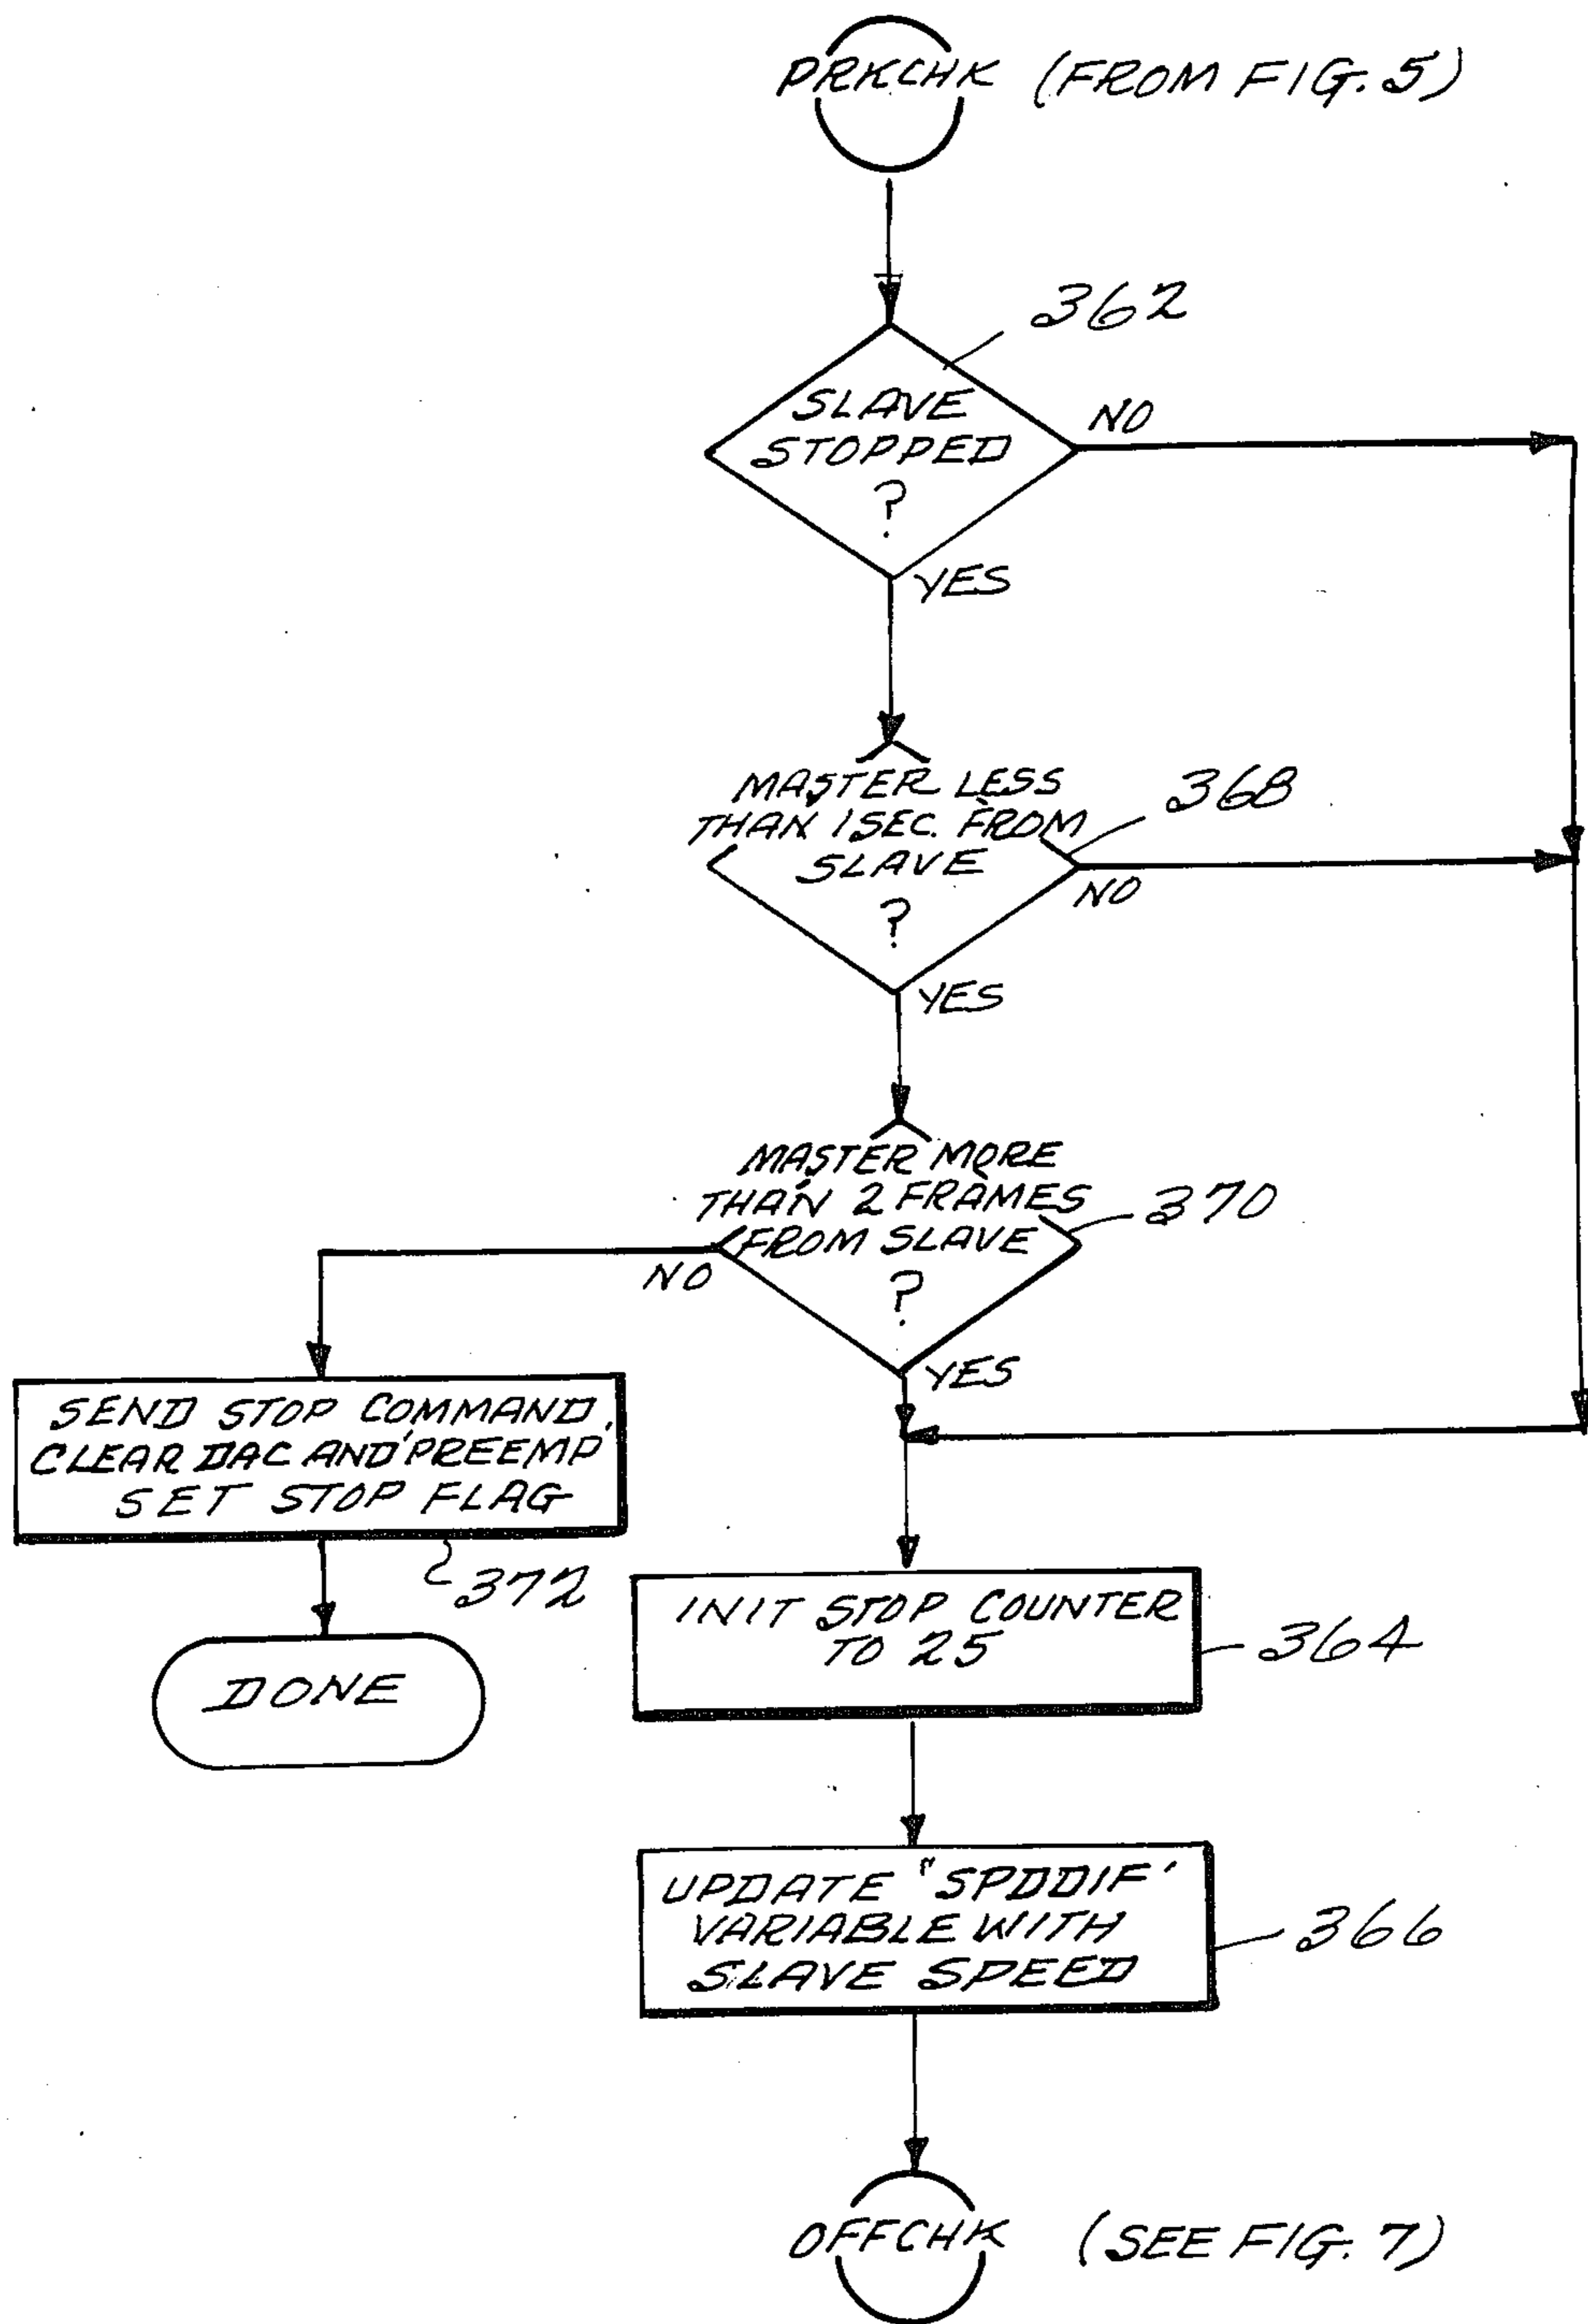 PRKCHK (FROM FIG. 5)
362
SLAVE
STOPPED
?
NO
YES
MASTER LESS
THAN 1 SEC. FROM
SLAVE
?
368
NO
YES
MASTER MORE
THAN 2 FRAMES
FROM SLAVE
?
370
NO
YES
SEND STOP COMMAND,
CLEAR DAC AND 'PREEMP'
SET STOP FLAG
372
DONE
INIT STOP COUNTER
TO 25
364
UPDATE "SPDDIF'
VARIABLE WITH
SLAVE SPEED
366
OFFCHK (SEE FIG. 7)